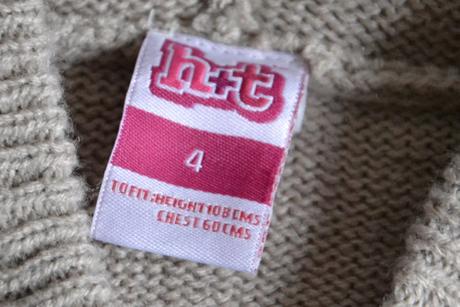 h+t
4
TO FIT: HEIGHT 108 CMS
CHEST 60 CMS